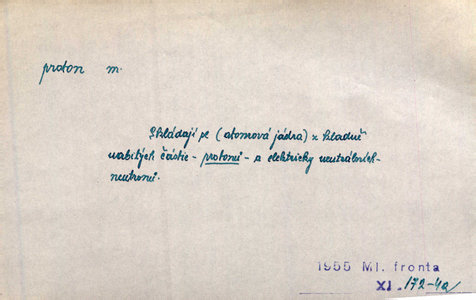 proton m.
Skládají se (atomová jádra) z kladně
nabitých částic - protonů - a elektricky neutrálních -
neutronů.
1955 Ml. fronta
XI. - 172-4a